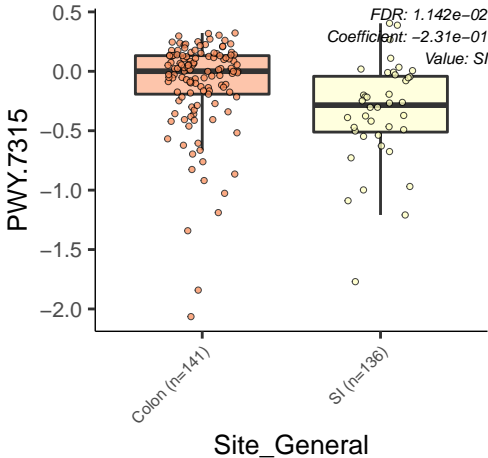 FDR: 1.142e−02
Coefficient: −2.31e−01
Value: SI
0.5
0.0
−0.5
−1.0
−1.5
−2.0
PWY.7315
Colon (n=141)
SI (n=136)
Site_General